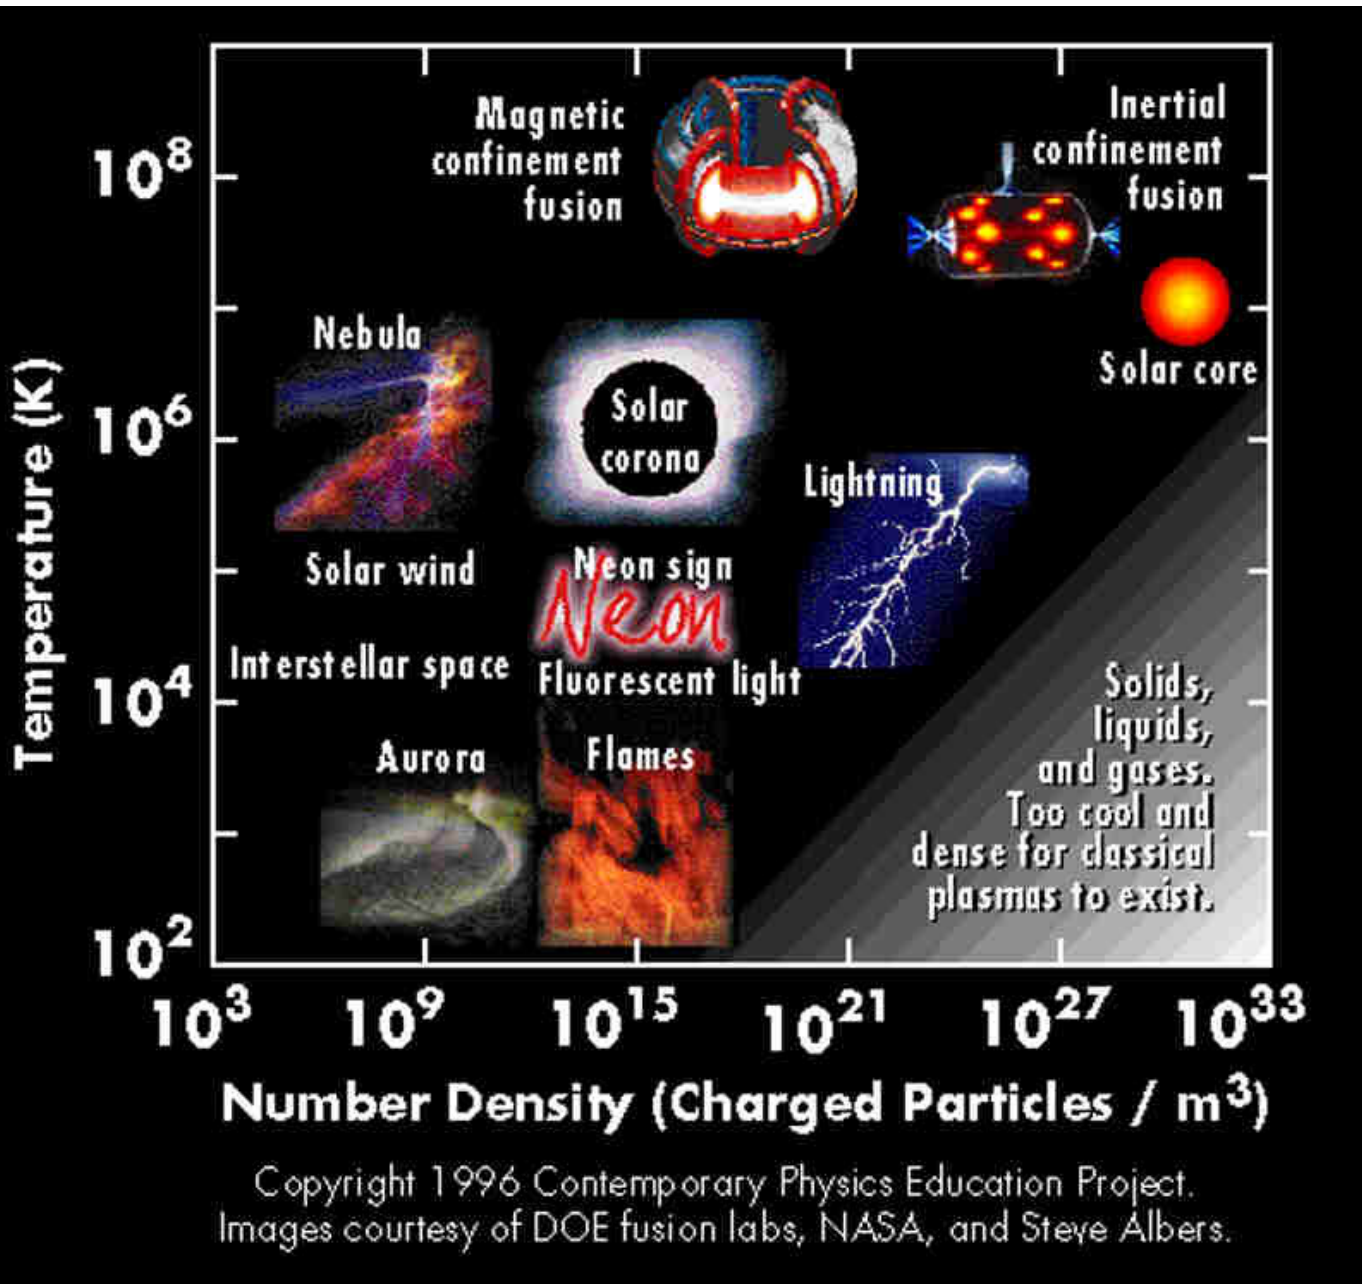 Magnetic
confinement
fusion
Inertial
confinement
fusion
10⁸
Solar core
Nebula
Solar
corona
10⁶
Lightning
Temperature (K)
Solar wind
Neon sign
Neon
Interstellar space
Fluorescent light
10⁴
Solids,
liquids,
and gases.
Too cool and
dense for classical
plasmas to exist.
Aurora
Flames
10²
10³ 10⁹ 10¹⁵ 10²¹ 10²⁷ 10³³
Number Density (Charged Particles / m³)
Copyright 1996 Contemporary Physics Education Project.
Images courtesy of DOE fusion labs, NASA, and Steve Albers.